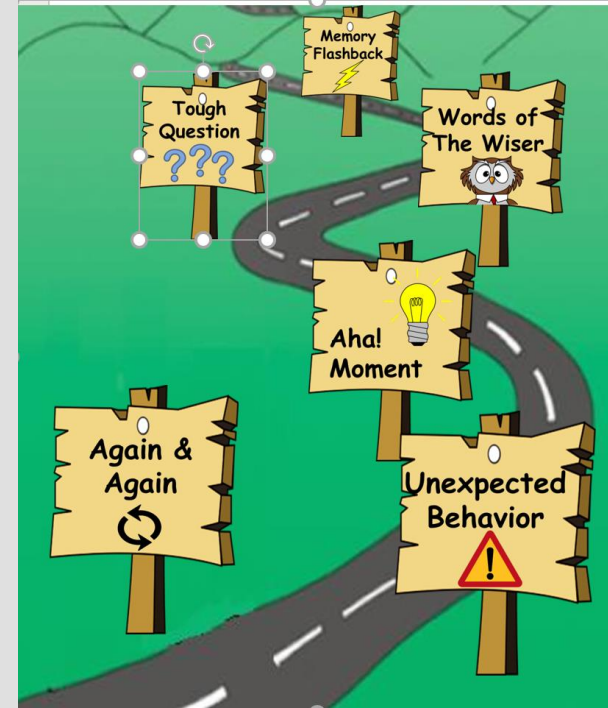 Memory
Flashback
Tough
Question
???
Words of
The Wiser
Aha!
Moment
Again &
Again
Unexpected
Behavior
!